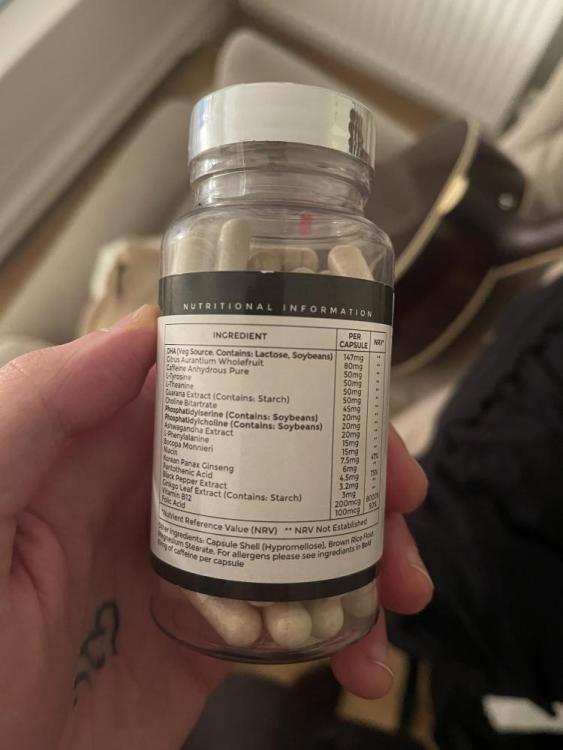 NUTRITIONAL INFORMATION
INGREDIENT PER CAPSULE NRV*
DHA (Veg Source, Contains: Lactose, Soybeans) 147mg **
Citrus Aurantium Wholefruit 80mg **
Caffeine Anhydrous Pure 50mg **
L-Tyrosine 50mg **
L-Theanine 50mg **
Guarana Extract (Contains: Starch) 50mg **
Choline Bitartrate 45mg **
Phosphatidylserine (Contains: Soybeans) 20mg **
Phosphatidylcholine (Contains: Soybeans) 20mg **
Ashwagandha Extract 20mg **
L-Phenylalanine 15mg **
Bocopa Monnieri 15mg **
Niacin 7.5mg 47%
Korean Panax Ginseng 6mg **
Pantothenic Acid 4.5mg 75%
Black Pepper Extract 3.2mg **
Ginkgo Leaf Extract (Contains: Starch) 3mg **
Vitamin B12 200mcg 8000%
Folic Acid 100mcg 50%
*Nutrient Reference Value (NRV) ** NRV Not Established
Other Ingredients: Capsule Shell (Hypromellose), Brown Rice Flour,
Magnesium Stearate. For allergens please see ingredients in Bold
of caffeine per capsule